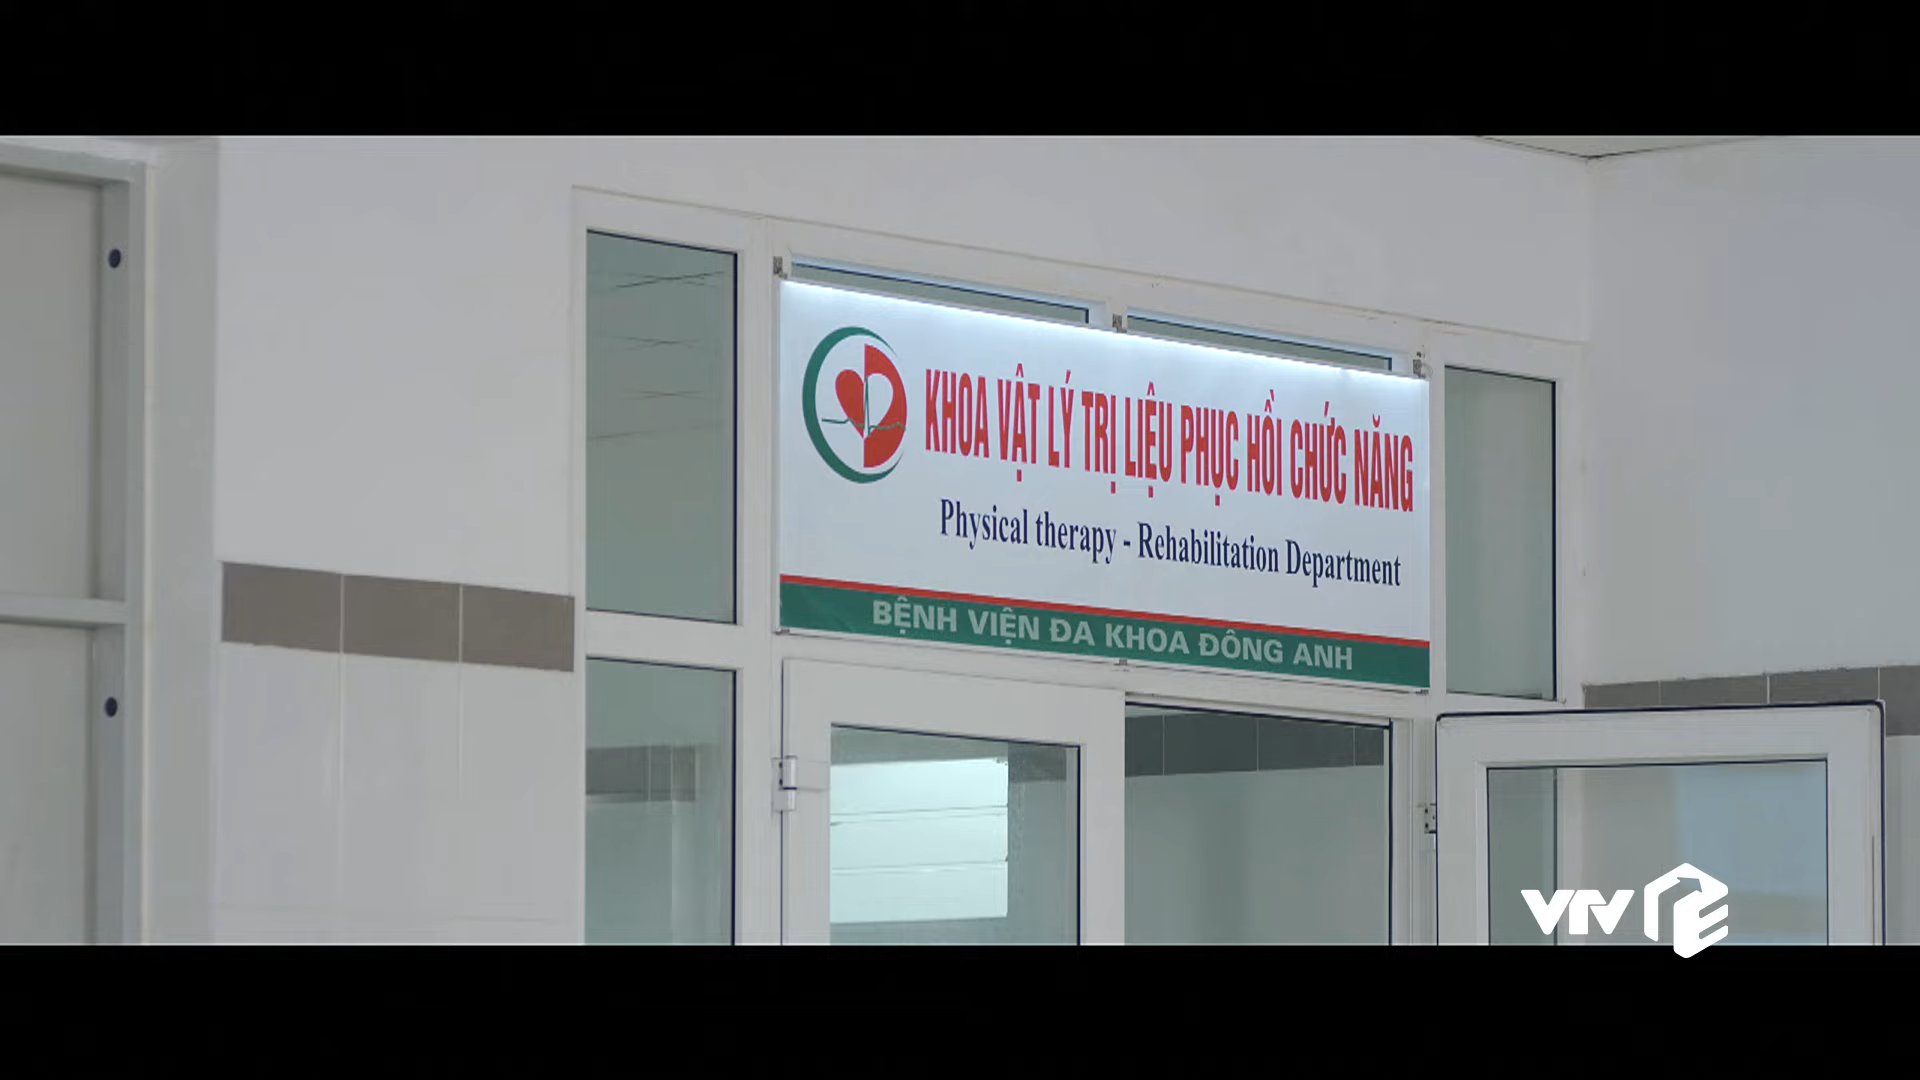 KHOA VẬT LÝ TRỊ LIỆU PHỤC HỒI CHỨC NĂNG
Physical therapy - Rehabilitation Department
BỆNH VIỆN ĐA KHOA ĐÔNG ANH
VTV